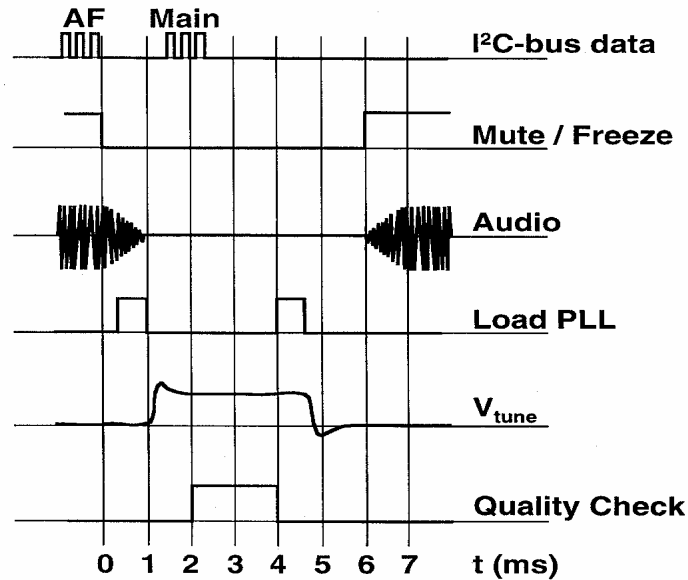 AF Main
I²C-bus data
Mute / Freeze
Audio
Load PLL
Vtune
Quality Check
0 1 2 3 4 5 6 7 t (ms)